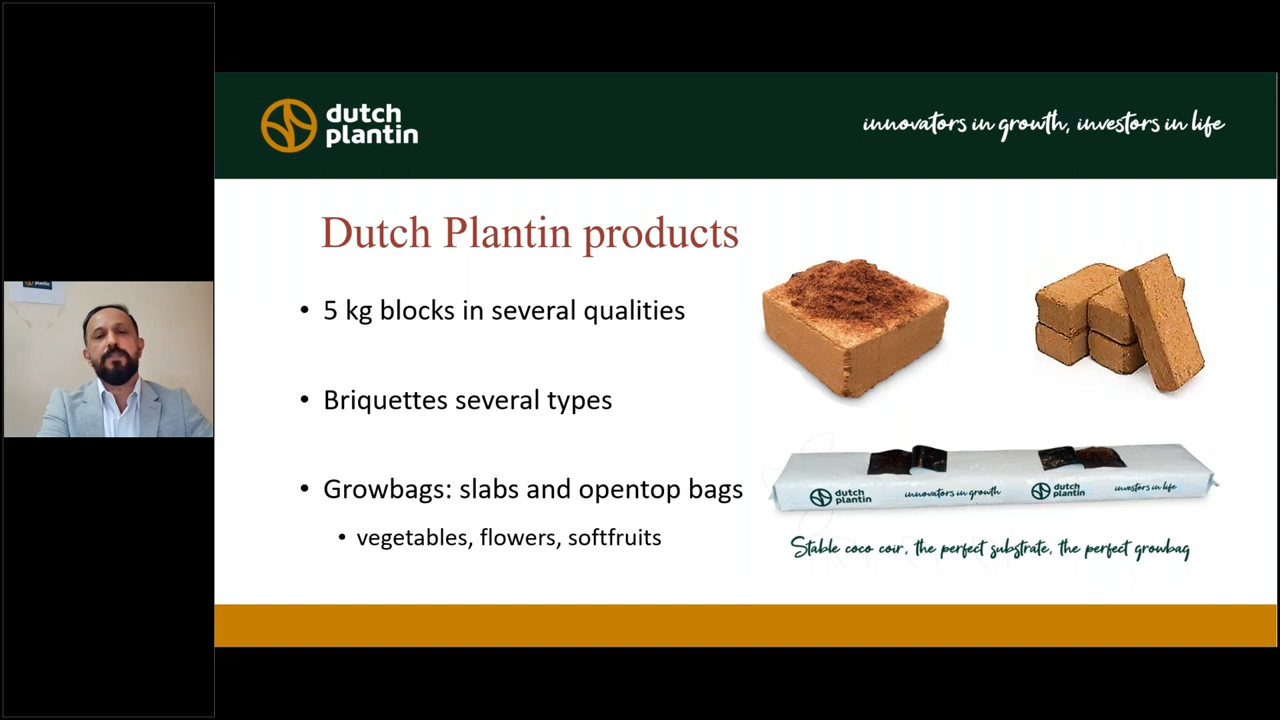 dutch
plantin
innovators in growth, investors in life
Dutch Plantin products
• 5 kg blocks in several qualities
• Briquettes several types
• Growbags: slabs and opentop bags
• vegetables, flowers, softfruits
dutch
plantin
innovators in growth
dutch
plantin
investors in life
Stable coco coir, the perfect substrate, the perfect growbag
plantin